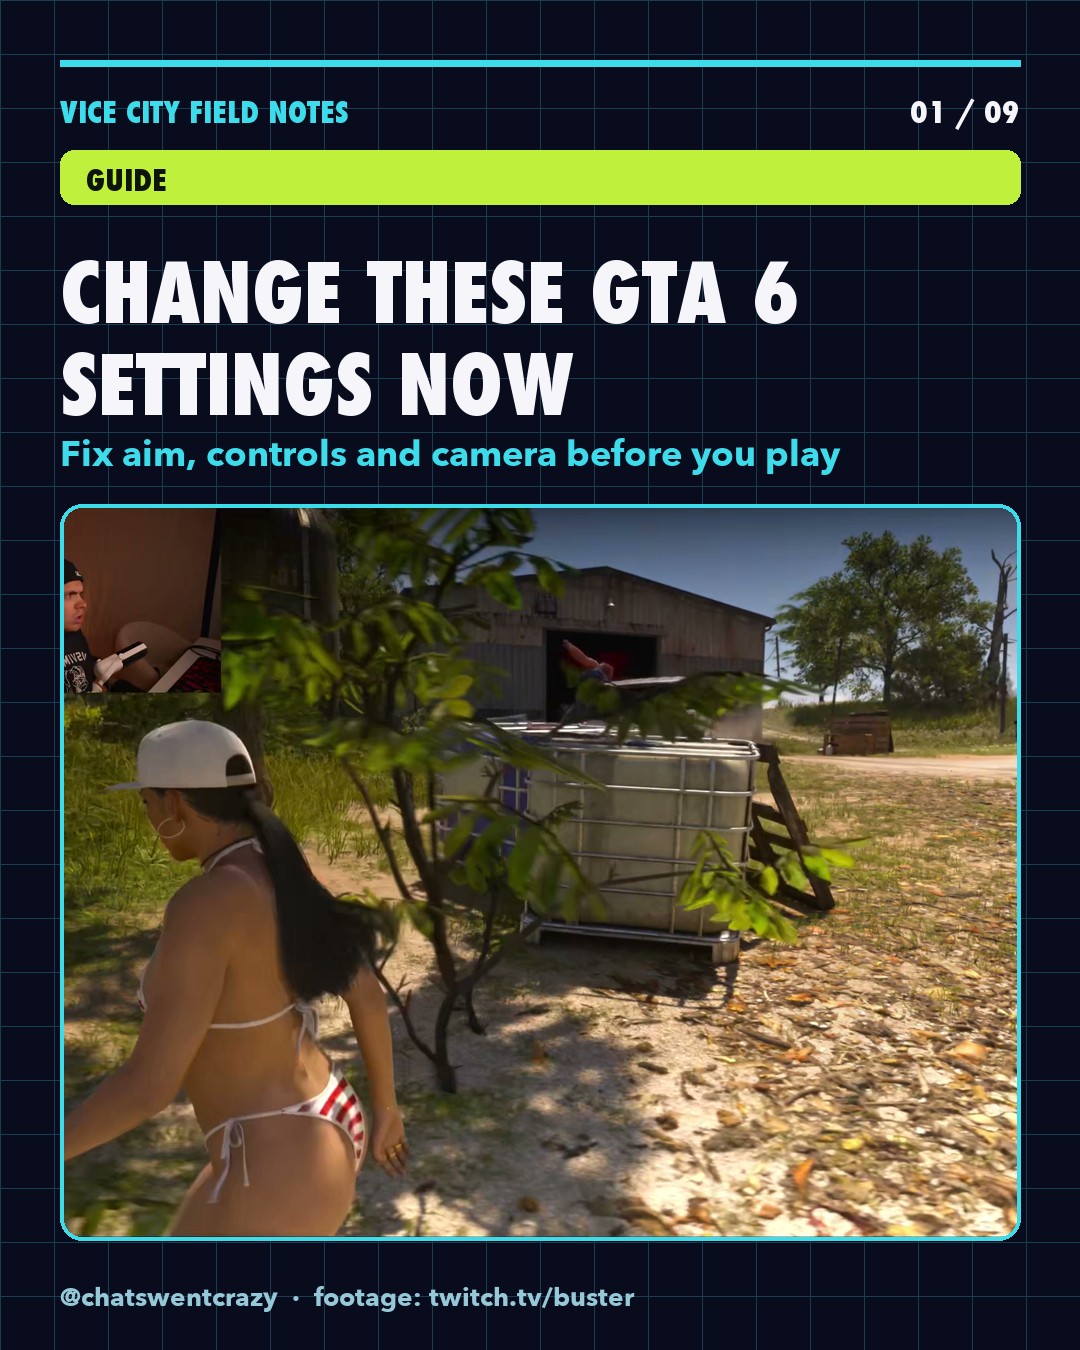 VICE CITY FIELD NOTES
01 / 09
GUIDE
CHANGE THESE GTA 6
SETTINGS NOW
Fix aim, controls and camera before you play
@chatswentcrazy · footage: twitch.tv/buster